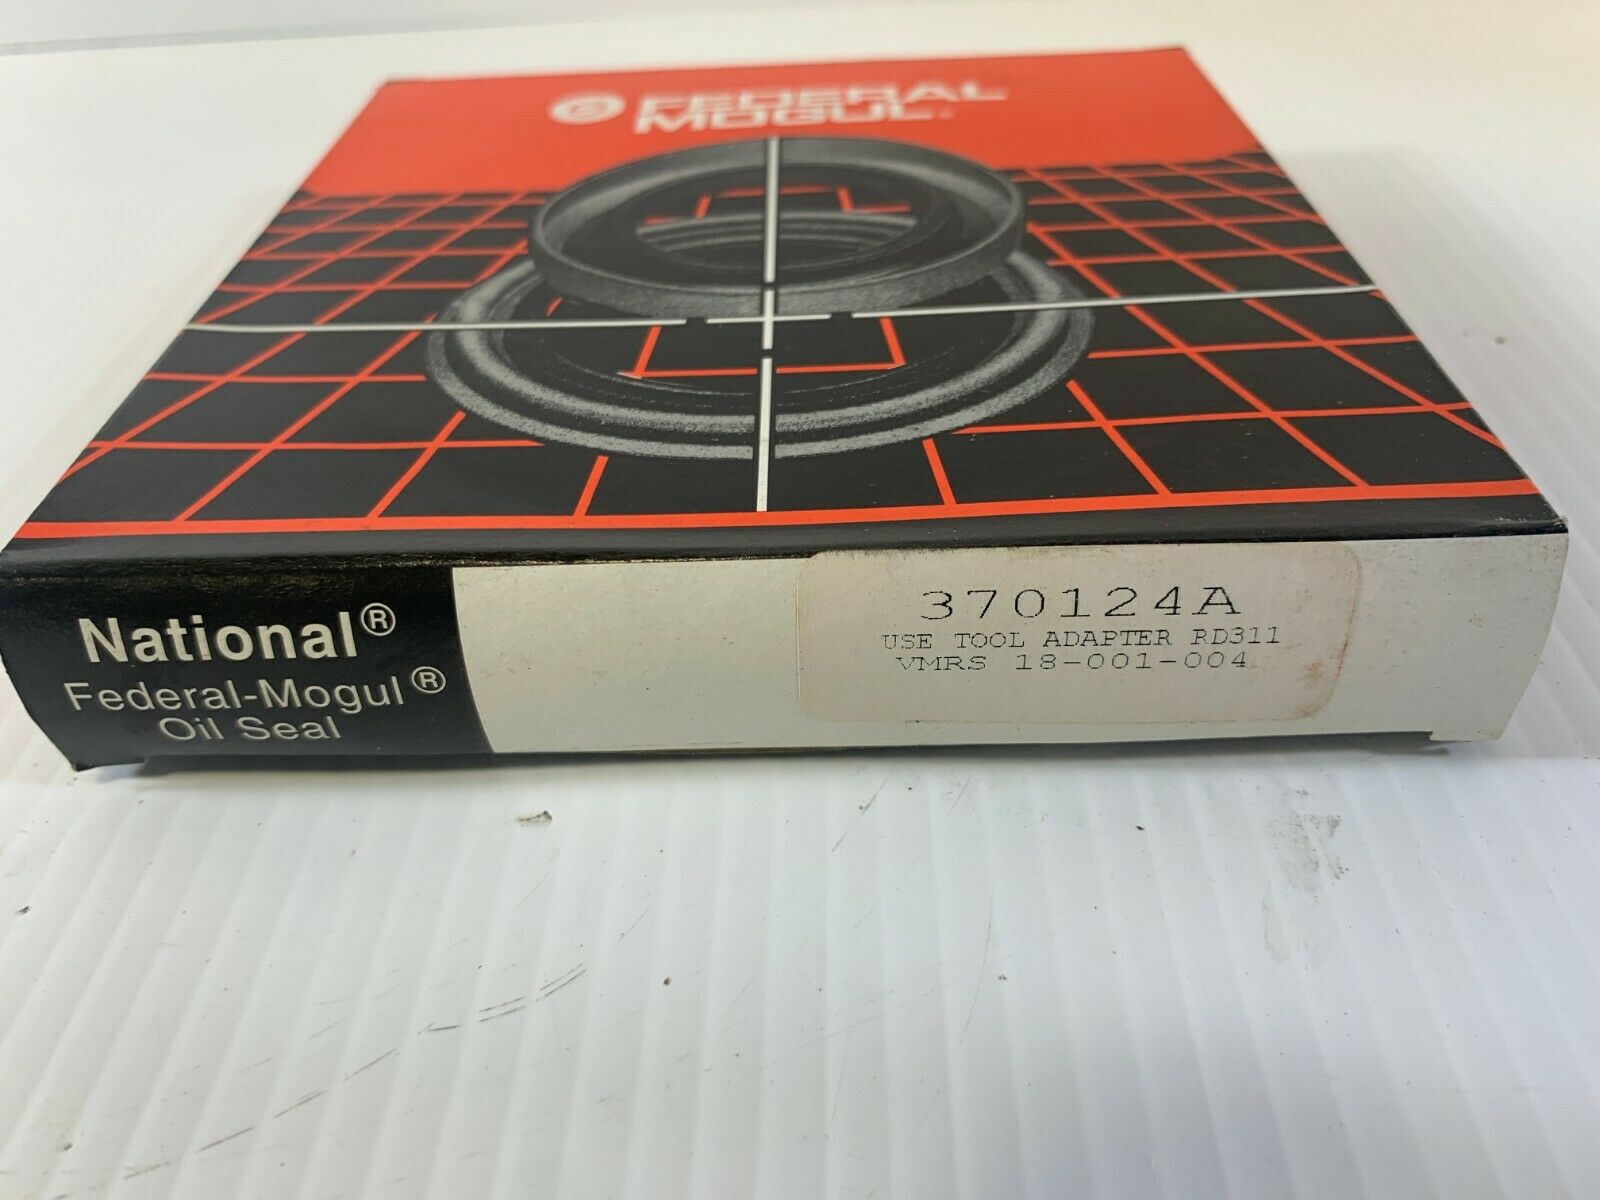 FEDERAL
MOGUL.
National®
Federal-Mogul®
Oil Seal
370124A
USE TOOL ADAPTER RD311
VMRS 18-001-004